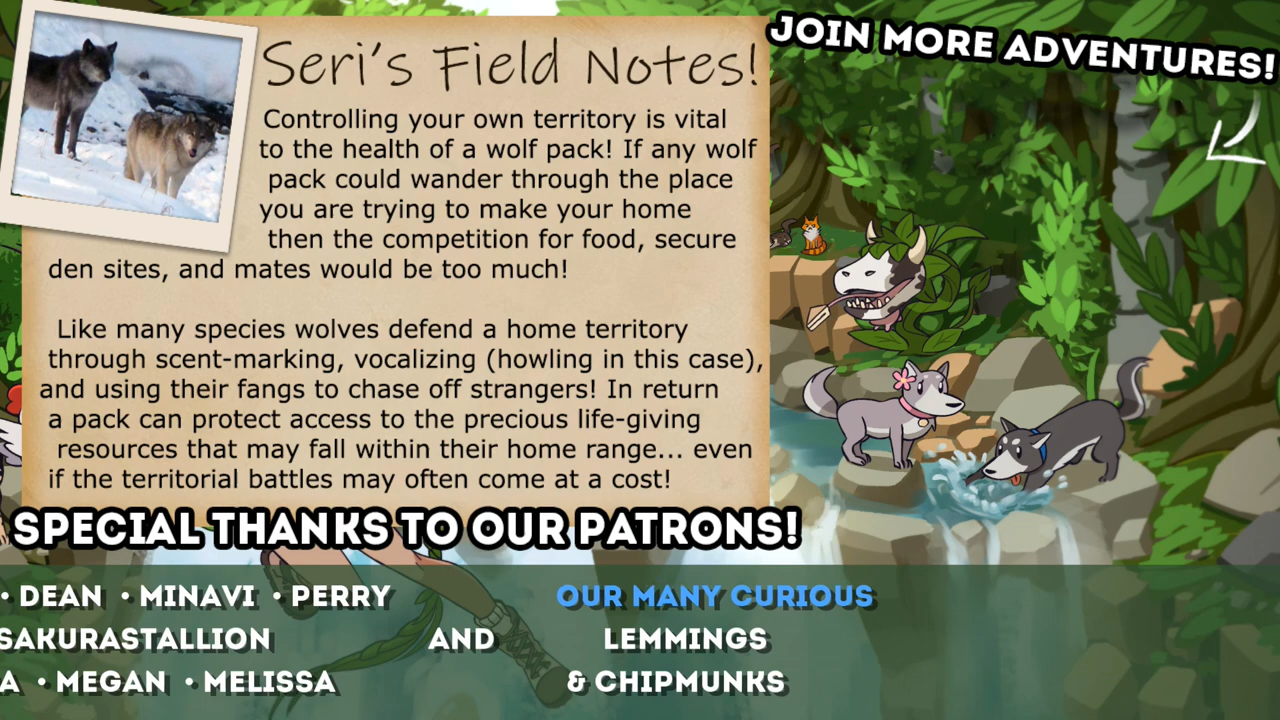 Seri's Field Notes!
Controlling your own territory is vital
to the health of a wolf pack! If any wolf
pack could wander through the place
you are trying to make your home
then the competition for food, secure
den sites, and mates would be too much!
Like many species wolves defend a home territory
through scent-marking, vocalizing (howling in this case),
and using their fangs to chase off strangers! In return
a pack can protect access to the precious life-giving
resources that may fall within their home range... even
if the territorial battles may often come at a cost!
JOIN MORE ADVENTURES!
SPECIAL THANKS TO OUR PATRONS!
• DEAN • MINAVI • PERRY
SAKURASTALLION
A • MEGAN • MELISSA
AND
OUR MANY CURIOUS
LEMMINGS
& CHIPMUNKS